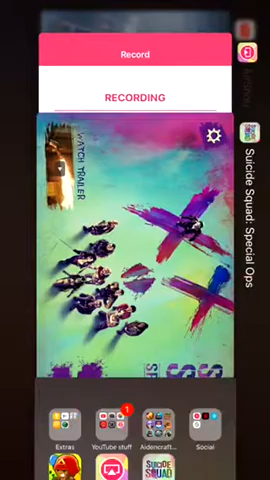 Record
RECORDING
Suicide Squad: Special Ops
WATCH TRAILER
1
Extras
YouTube stuff
Aidencraft...
Social
SUICIDE
SQUAD